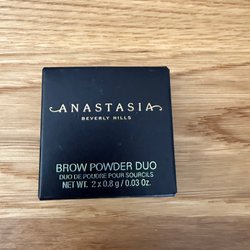 ANASTASIA
BEVERLY HILLS
BROW POWDER DUO
DUO DE POUDRE POUR SOURCILS
NET WT. 2 x 0.8 g / 0.03 Oz.